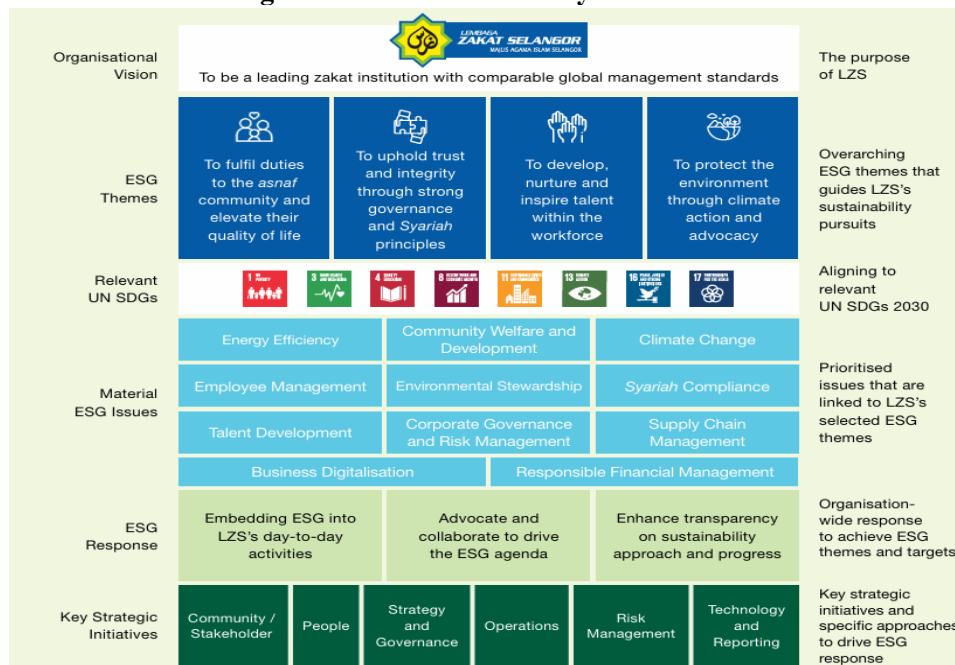 LEMBAGA
ZAKAT SELANGOR
MAJLIS AGAMA ISLAM SELANGOR
Organisational
Vision
To be a leading zakat institution with comparable global management standards
The purpose
of LZS
ESG
Themes
To fulfil duties
to the asnaf
community and
elevate their
quality of life
To uphold trust
and integrity
through strong
governance
and Syariah
principles
To develop,
nurture and
inspire talent
within the
workforce
To protect the
environment
through climate
action and
advocacy
Overarching
ESG themes that
guides LZS's
sustainability
pursuits
Relevant
UN SDGs
1
3
4
8
11
13
16
17
Aligning to
relevant
UN SDGs 2030
Material
ESG Issues
Energy Efficiency
Community Welfare and
Development
Climate Change
Employee Management
Environmental Stewardship
Syariah Compliance
Talent Development
Corporate Governance
and Risk Management
Supply Chain
Management
Business Digitalisation
Responsible Financial Management
Prioritised
issues that are
linked to LZS's
selected ESG
themes
ESG
Response
Embedding ESG into
LZS's day-to-day
activities
Advocate and
collaborate to drive
the ESG agenda
Enhance transparency
on sustainability
approach and progress
Organisation-
wide response
to achieve ESG
themes and targets
Key Strategic
Initiatives
Community /
Stakeholder
People
Strategy
and
Governance
Operations
Risk
Management
Technology
and
Reporting
Key strategic
initiatives and
specific approaches
to drive ESG
response